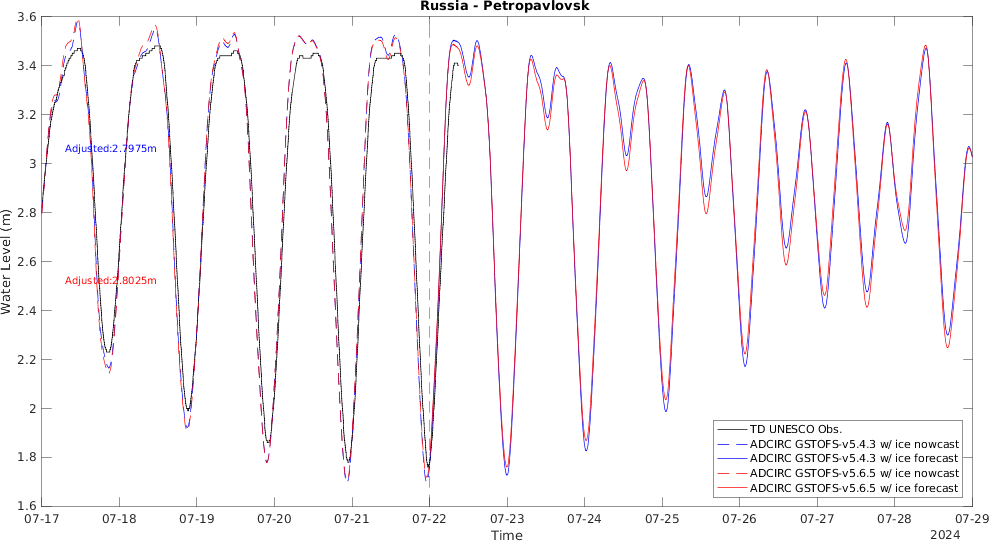 Russia - Petropavlovsk
3.6
3.4
3.2
3
2.8
2.6
2.4
2.2
2
1.8
1.6
Water Level (m)
Adjusted:2.7975m
Adjusted:2.8025m
TD UNESCO Obs.
ADCIRC GSTOFS-v5.4.3 w/ ice nowcast
ADCIRC GSTOFS-v5.4.3 w/ ice forecast
ADCIRC GSTOFS-v5.6.5 w/ ice nowcast
ADCIRC GSTOFS-v5.6.5 w/ ice forecast
07-17 07-18 07-19 07-20 07-21 07-22 07-23 07-24 07-25 07-26 07-27 07-28 07-29
Time
2024